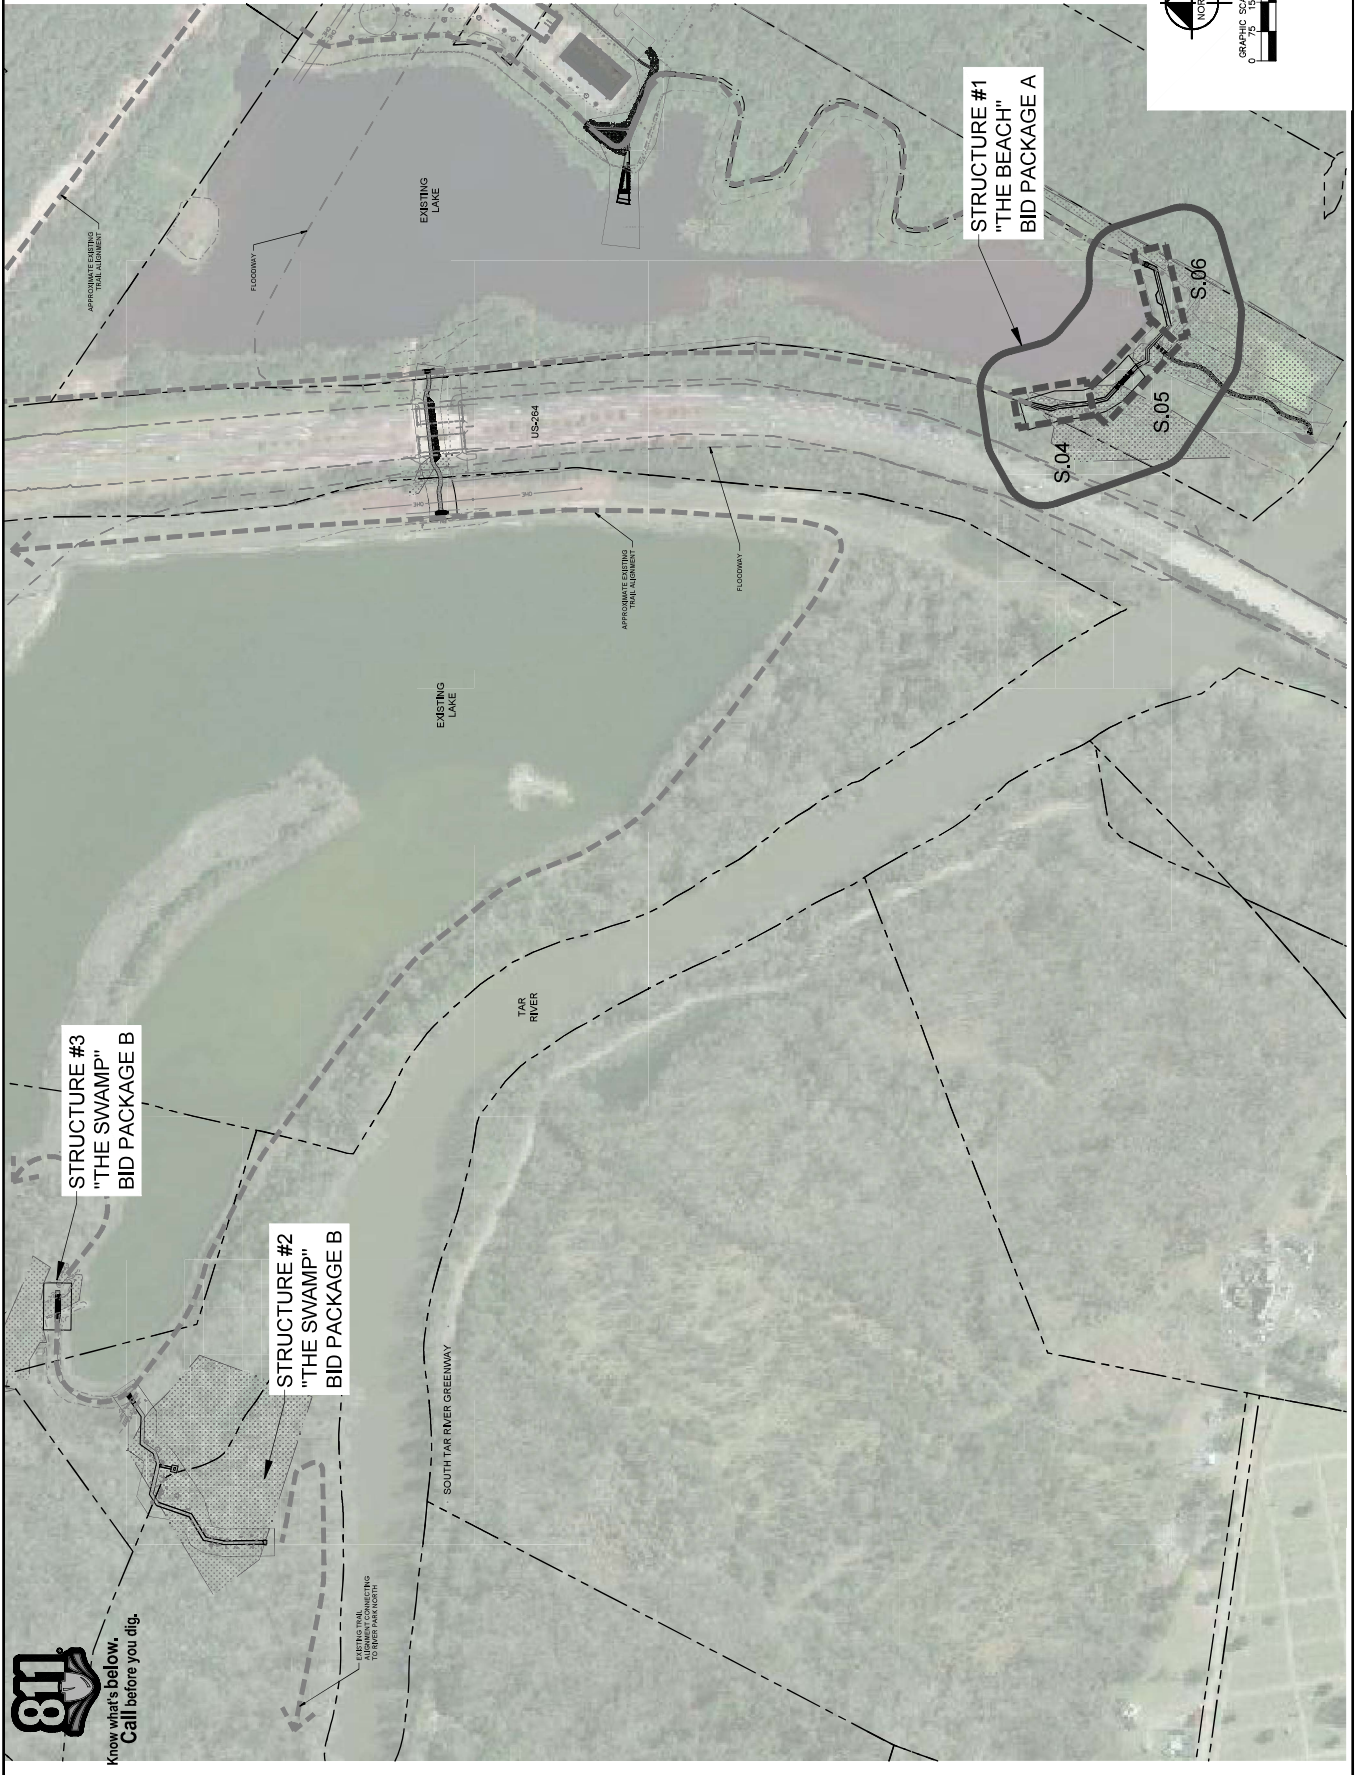 811
Know what's below.
Call before you dig.
STRUCTURE #3
"THE SWAMP"
BID PACKAGE B
STRUCTURE #2
"THE SWAMP"
BID PACKAGE B
EXISTING TRAIL
ALIGNMENT CONNECTING
TO RIVER PARK NORTH
SOUTH TAR RIVER GREENWAY
TAR
RIVER
EXISTING
LAKE
APPROXIMATE EXISTING
TRAIL ALIGNMENT
FLOODWAY
US-264
APPROXIMATE EXISTING
TRAIL ALIGNMENT
FLOODWAY
EXISTING
LAKE
STRUCTURE #1
"THE BEACH"
BID PACKAGE A
S.04
S.05
S.06
GRAPHIC
0 75